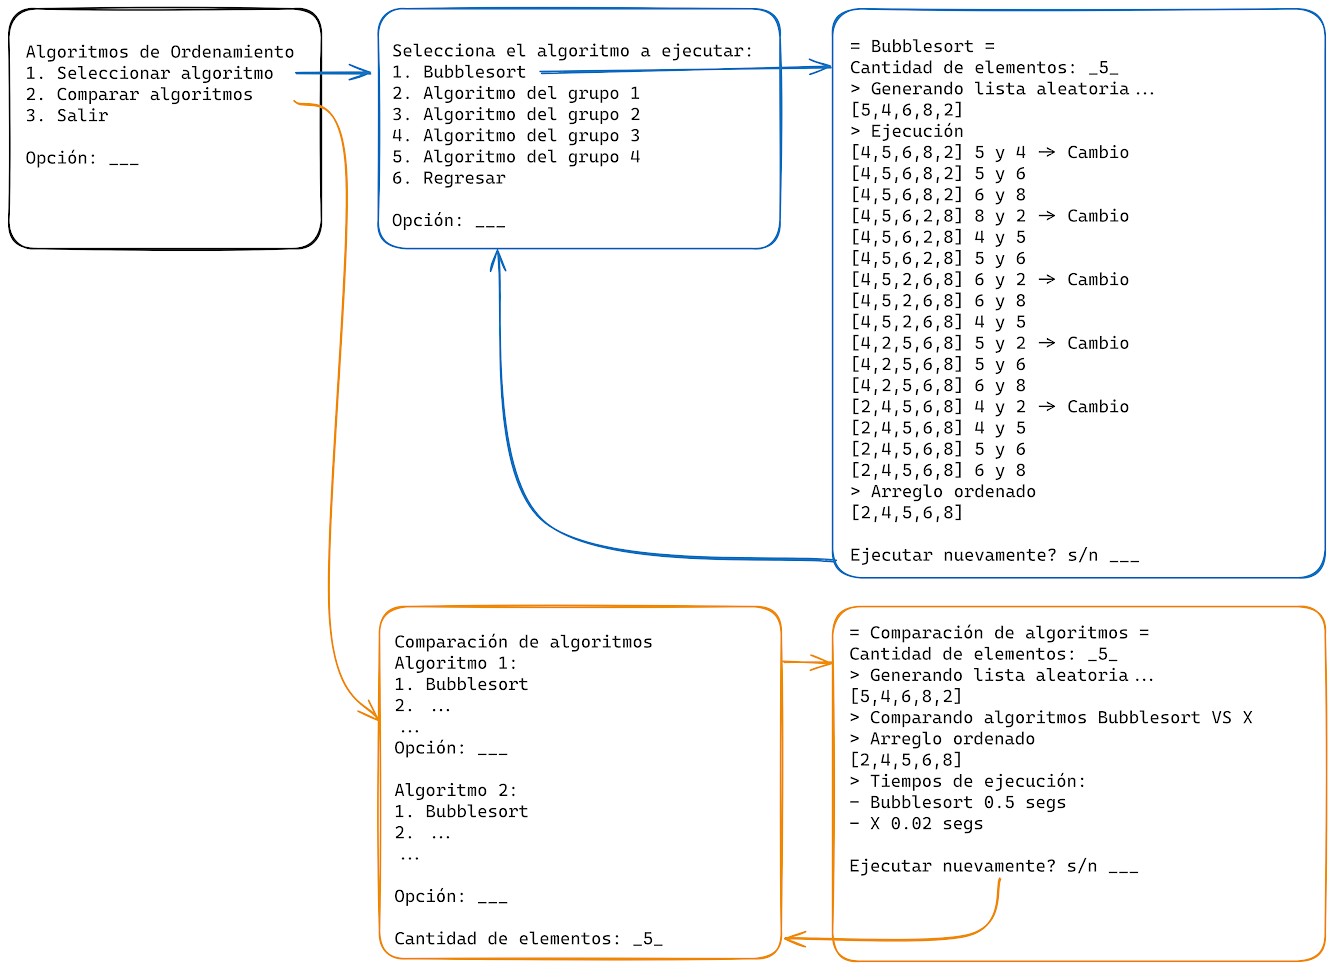 Algoritmos de Ordenamiento
1. Seleccionar algoritmo
2. Comparar algoritmos
3. Salir
Opción: ___
Selecciona el algoritmo a ejecutar:
1. Bubblesort
2. Algoritmo del grupo 1
3. Algoritmo del grupo 2
4. Algoritmo del grupo 3
5. Algoritmo del grupo 4
6. Regresar
Opción: ___
= Bubblesort =
Cantidad de elementos: _5_
> Generando lista aleatoria...
[5,4,6,8,2]
> Ejecución
[4,5,6,8,2] 5 y 4 -> Cambio
[4,5,6,8,2] 5 y 6
[4,5,6,8,2] 6 y 8
[4,5,6,2,8] 8 y 2 -> Cambio
[4,5,6,2,8] 4 y 5
[4,5,6,2,8] 5 y 6
[4,5,2,6,8] 6 y 2 -> Cambio
[4,5,2,6,8] 6 y 8
[4,5,2,6,8] 4 y 5
[4,2,5,6,8] 5 y 2 -> Cambio
[4,2,5,6,8] 5 y 6
[4,2,5,6,8] 6 y 8
[2,4,5,6,8] 4 y 2 -> Cambio
[2,4,5,6,8] 4 y 5
[2,4,5,6,8] 5 y 6
[2,4,5,6,8] 6 y 8
> Arreglo ordenado
[2,4,5,6,8]
Ejecutar nuevamente? s/n ___
Comparación de algoritmos
Algoritmo 1:
1. Bubblesort
2. ...
...
Opción: ___
Algoritmo 2:
1. Bubblesort
2. ...
...
Opción: ___
Cantidad de elementos: _5_
= Comparación de algoritmos =
Cantidad de elementos: _5_
> Generando lista aleatoria...
[5,4,6,8,2]
> Comparando algoritmos Bubblesort VS X
> Arreglo ordenado
[2,4,5,6,8]
> Tiempos de ejecución:
- Bubblesort 0.5 segs
- X 0.02 segs
Ejecutar nuevamente? s/n ___